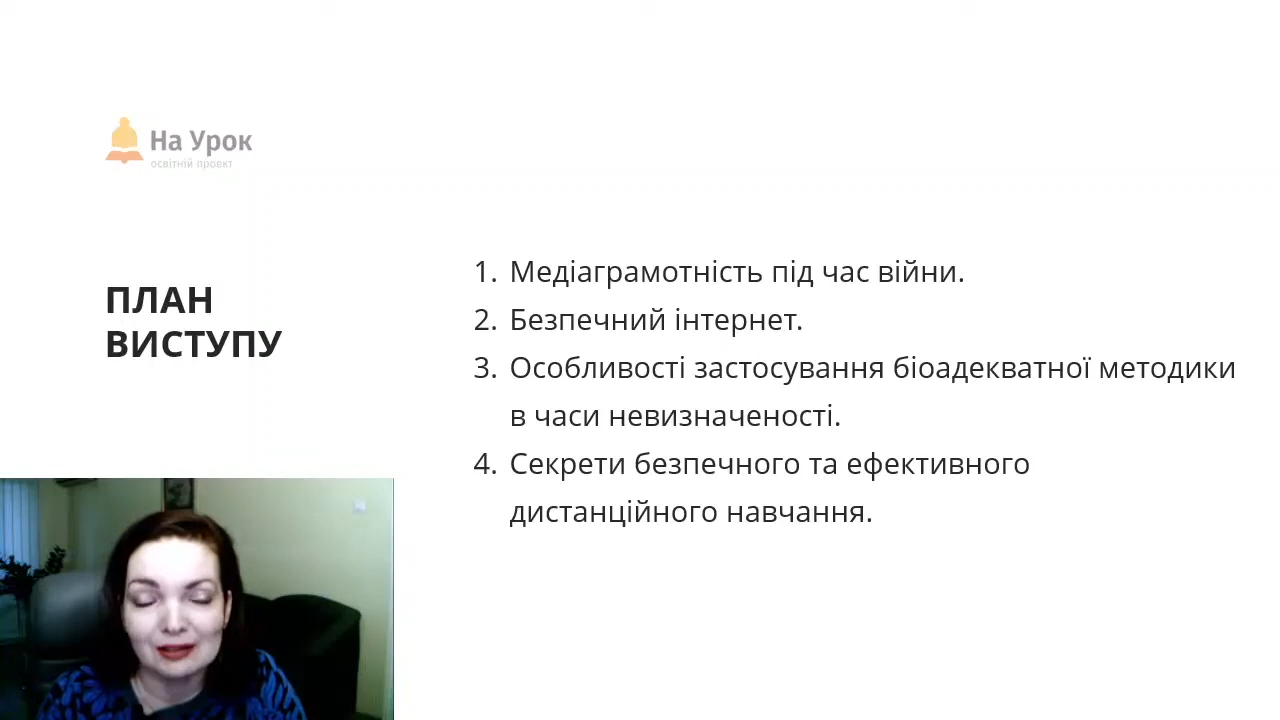 На Урок
освітній проект
ПЛАН
ВИСТУПУ
1. Медіаграмотність під час війни.
2. Безпечний інтернет.
3. Особливості застосування біоадекватної методики
в часи невизначеності.
4. Секрети безпечного та ефективного
дистанційного навчання.